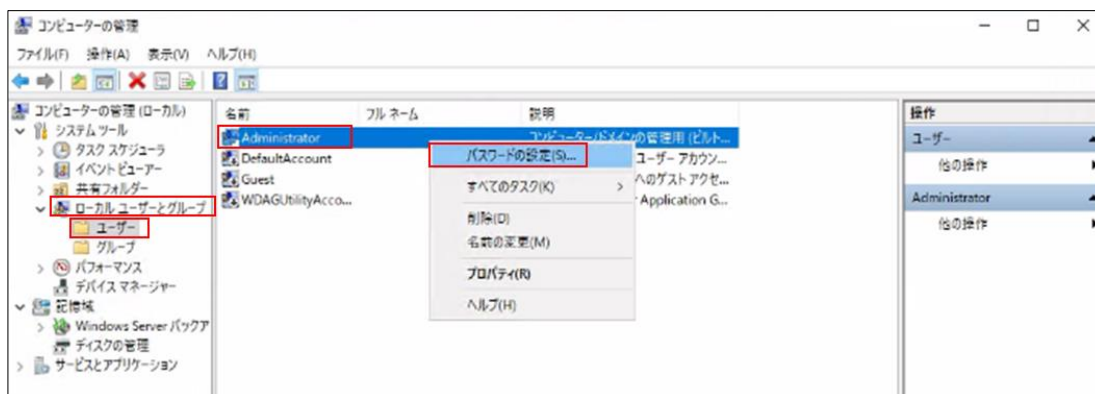 コンピューターの管理
ファイル(F) 操作(A) 表示(V) ヘルプ(H)
コンピューターの管理 (ローカル)
システム ツール
タスク スケジューラ
イベント ビューアー
共有フォルダー
ローカル ユーザーとグループ
ユーザー
グループ
パフォーマンス
デバイス マネージャー
記憶域
Windows Server バックア
ディスクの管理
サービスとアプリケーション
名前 フル ネーム 説明
Administrator コンピューター/ドメインの管理用 (ビルト...
DefaultAccount ユーザー アカウン...
Guest へのゲスト アクセ...
WDAGUtilityAcco... Application G...
パスワードの設定(S)...
すべてのタスク(K)
削除(D)
名前の変更(M)
プロパティ(R)
ヘルプ(H)
操作
ユーザー
他の操作
Administrator
他の操作